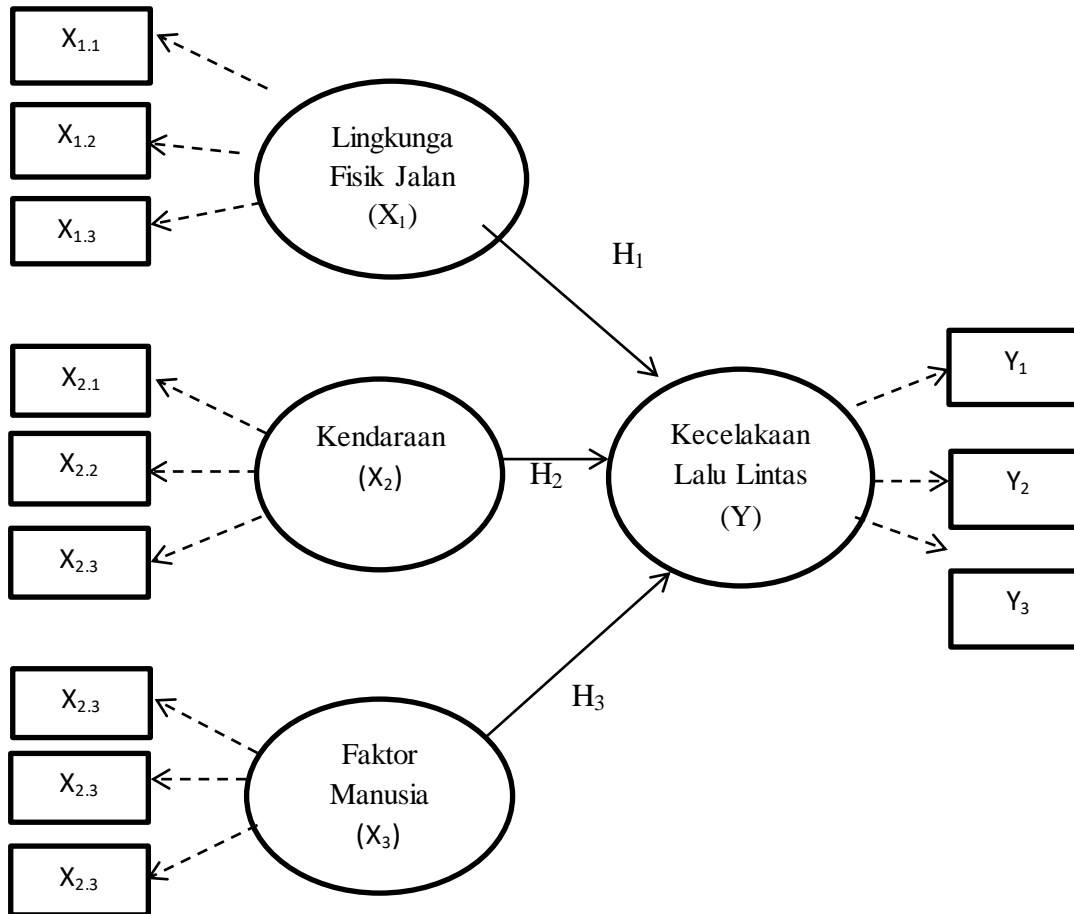 X1.1
X1.2
X1.3
Lingkunga
Fisik Jalan
(X1)
H1
X2.1
X2.2
X2.3
Kendaraan
(X2)
H2
Kecelakaan
Lalu Lintas
(Y)
Y1
Y2
Y3
X2.3
X2.3
X2.3
Faktor
Manusia
(X3)
H3